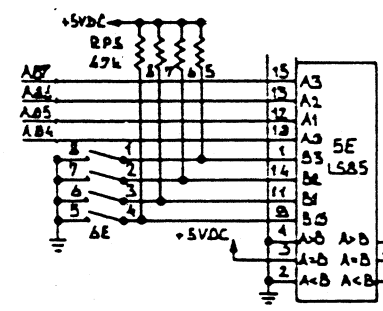 +5VDC
RP5
47K
8 7 6 5
AB7
AB6
AB5
AB4
15 A3
13 A2
12 A1
10 A0
8 1
1 B3
7 2
14 B2
6 3
11 B1
5 4
9 B0
6E
5E
LS85
+5VDC
4 A>B A>B
3 A=B A=B
2 A<B A<B